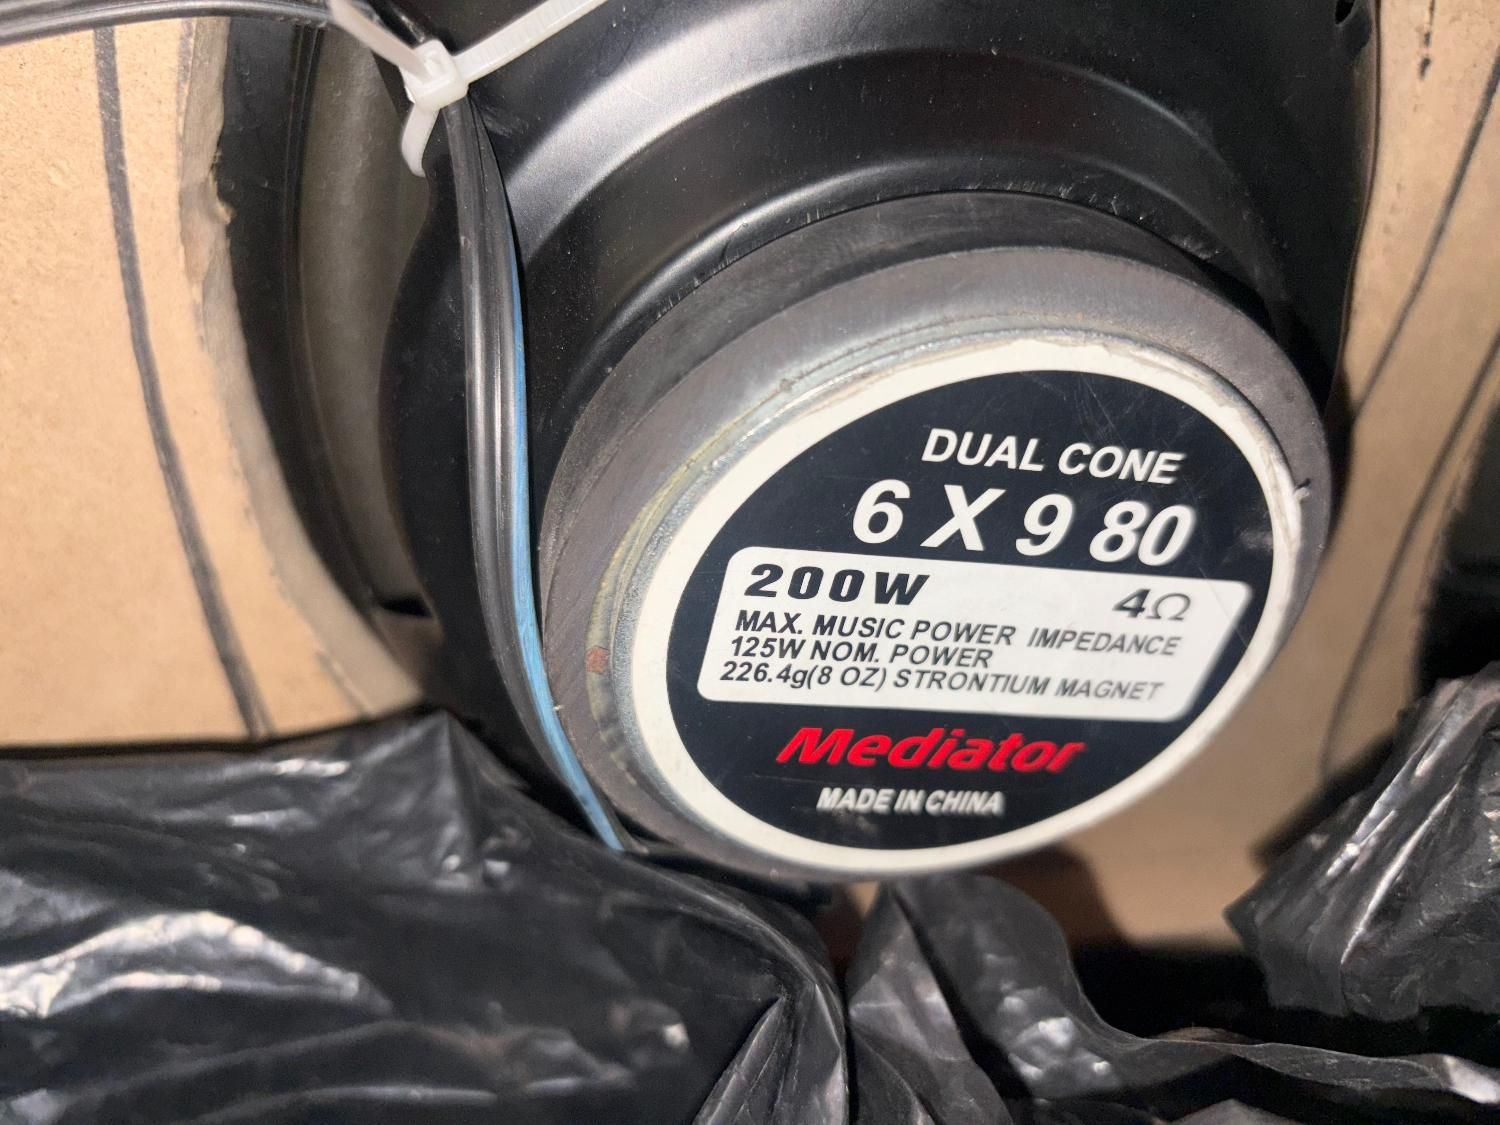 DUAL CONE
6 X 9 80
200W 4Ω
MAX. MUSIC POWER IMPEDANCE
125W NOM. POWER
226.4g(8 OZ) STRONTIUM MAGNET
Mediator
MADE IN CHINA